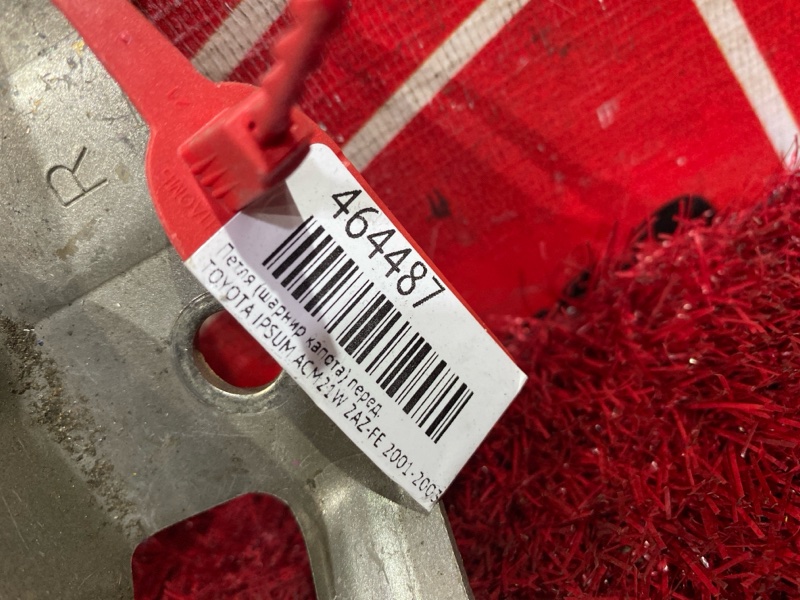 R
464487
Петля (шарнир капота) перед.
TOYOTA IPSUM ACM21W 2AZ-FE 2001-2003